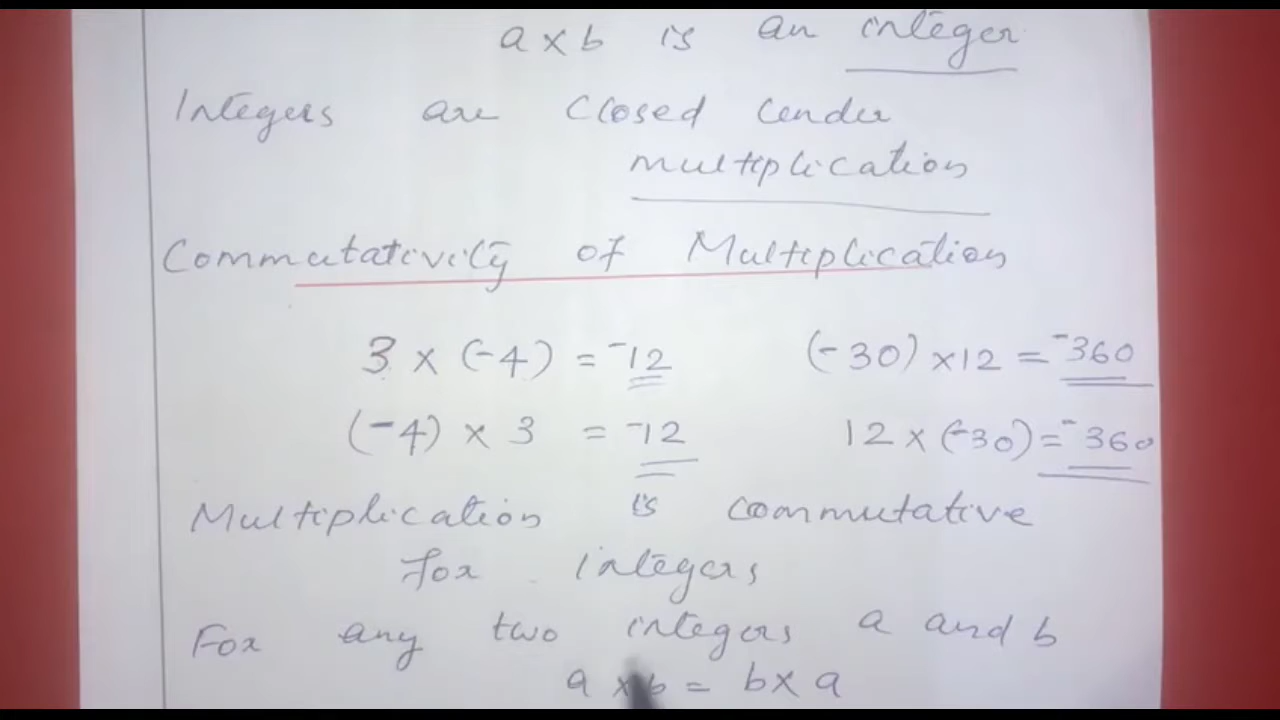 a × b is an integer
Integers are closed under
multiplication
Commutativity of Multiplication
3 × (-4) = -12 (-30) × 12 = -360
(-4) × 3 = -12 12 × (-30) = -360
Multiplication is commutative
for integers
For any two integers a and b
a × b = b × a